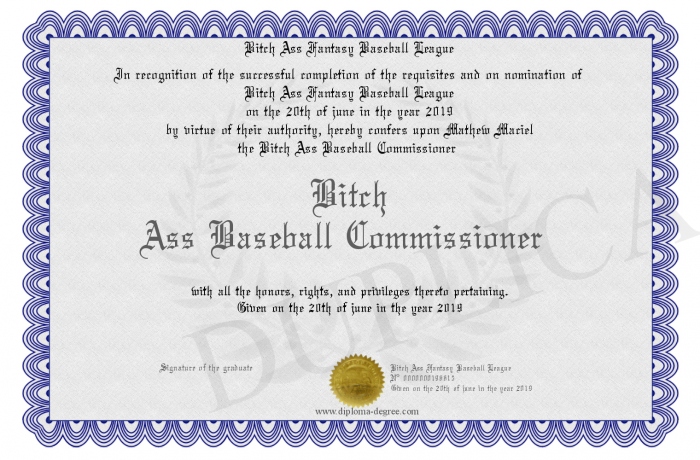 Bitch Ass Fantasy Baseball League
In recognition of the successful completion of the requisites and on nomination of
Bitch Ass Fantasy Baseball League
on the 20th of june in the year 2019
by virtue of their authority, hereby confers upon Mathew Maciel
the Bitch Ass Baseball Commissioner
Bitch
Ass Baseball Commissioner
with all the honors, rights, and privileges thereto pertaining.
Given on the 20th of june in the year 2019
DUPLICA
Signature of the graduate
Bitch Ass Fantasy Baseball League
Given on the 20th of june in the year 2019
www.diploma-degree.com